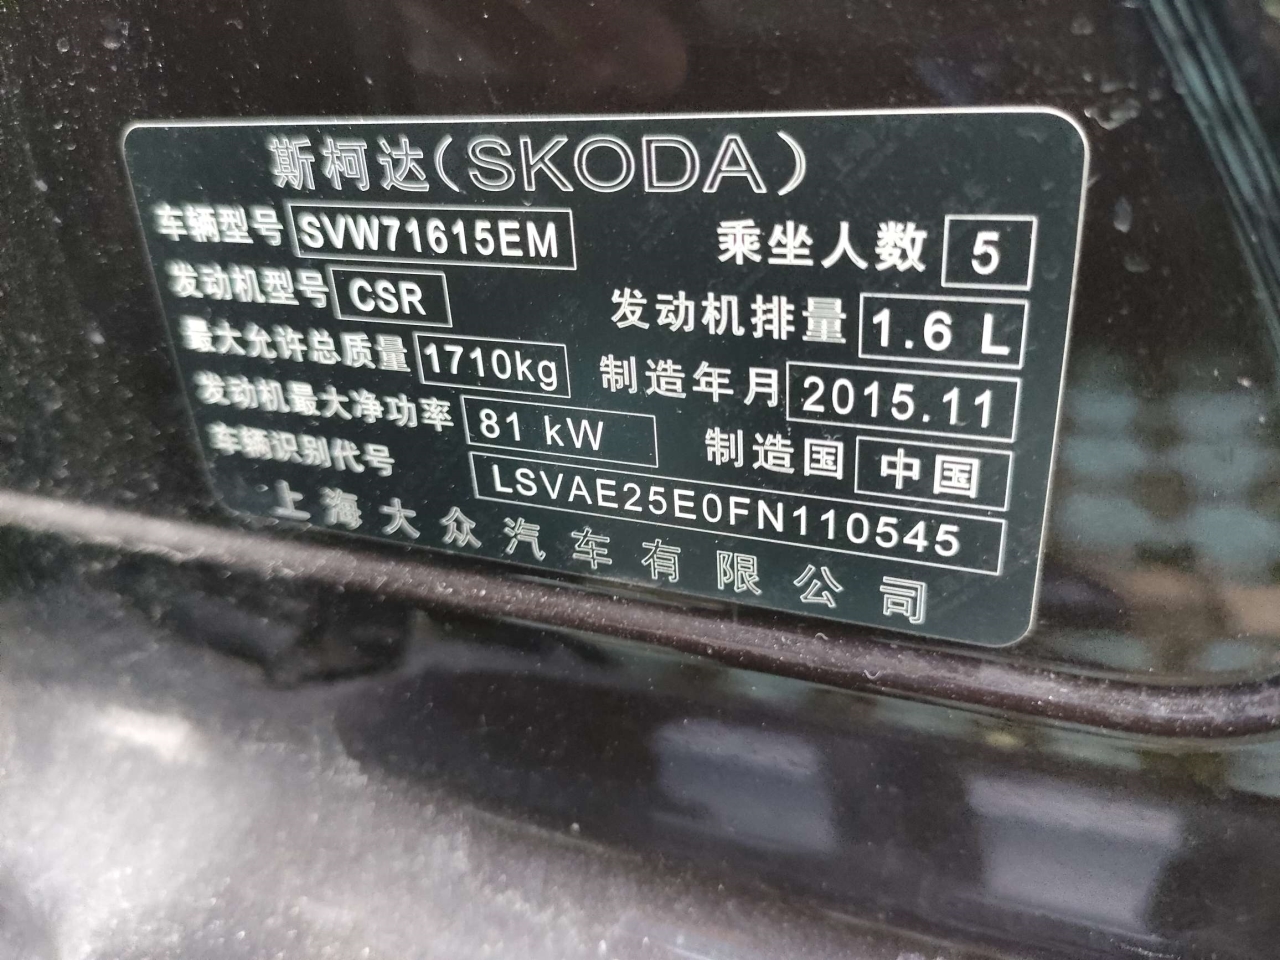 斯柯达(SKODA)
车辆型号 SVW71615EM 乘坐人数 5
发动机型号 CSR 发动机排量 1.6 L
最大允许总质量 1710kg 制造年月 2015.11
发动机最大净功率 81 kW 制造国 中国
车辆识别代号 LSVAE25E0FN110545
上海大众汽车有限公司